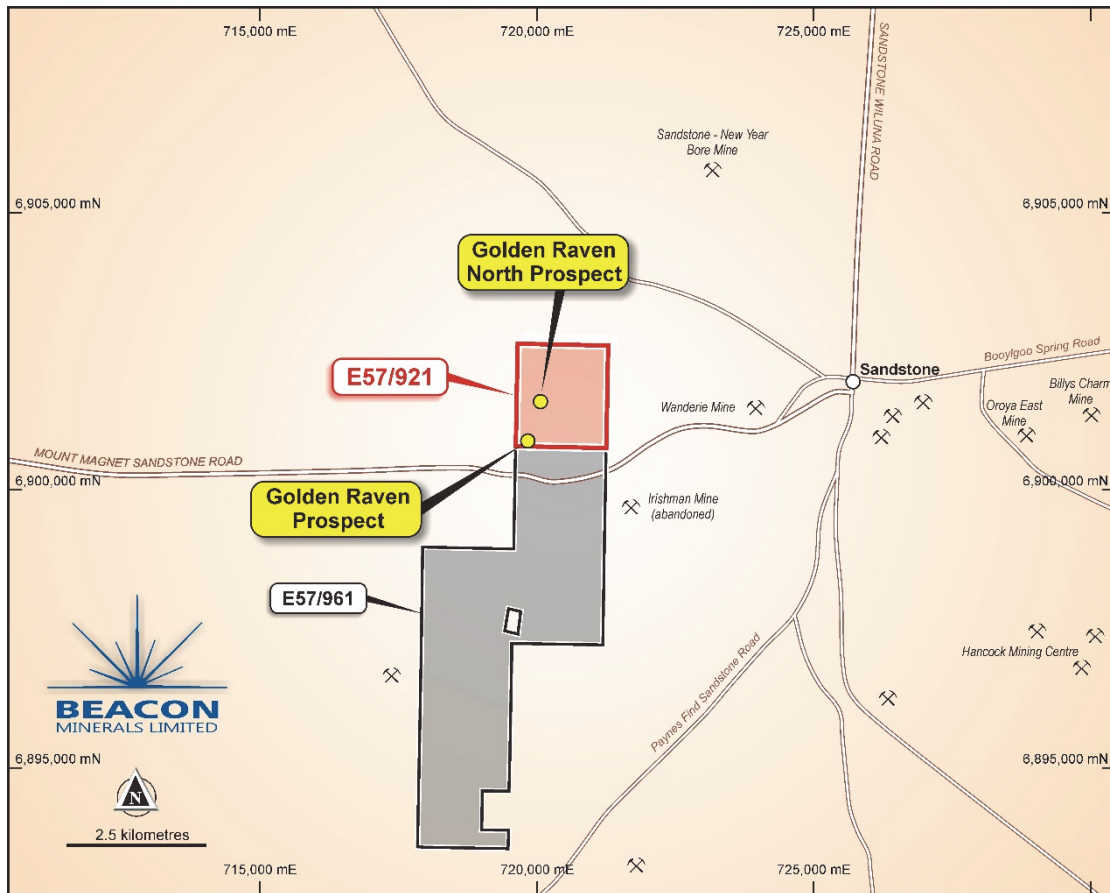 715,000 mE
720,000 mE
725,000 mE
SANDSTONE WILUNA ROAD
Sandstone - New Year
Bore Mine
6,905,000 mN
6,905,000 mN
Golden Raven
North Prospect
E57/921
Booylgoo Spring Road
Sandstone
Billys Charm
Mine
Wanderie Mine
Oroya East
Mine
MOUNT MAGNET SANDSTONE ROAD
6,900,000 mN
6,900,000 mN
Golden Raven
Prospect
Irishman Mine
(abandoned)
E57/961
Hancock Mining Centre
Paynes Find Sandstone Road
BEACON
MINERALS LIMITED
6,895,000 mN
6,895,000 mN
N
2.5 kilometres
715,000 mE
720,000 mE
725,000 mE